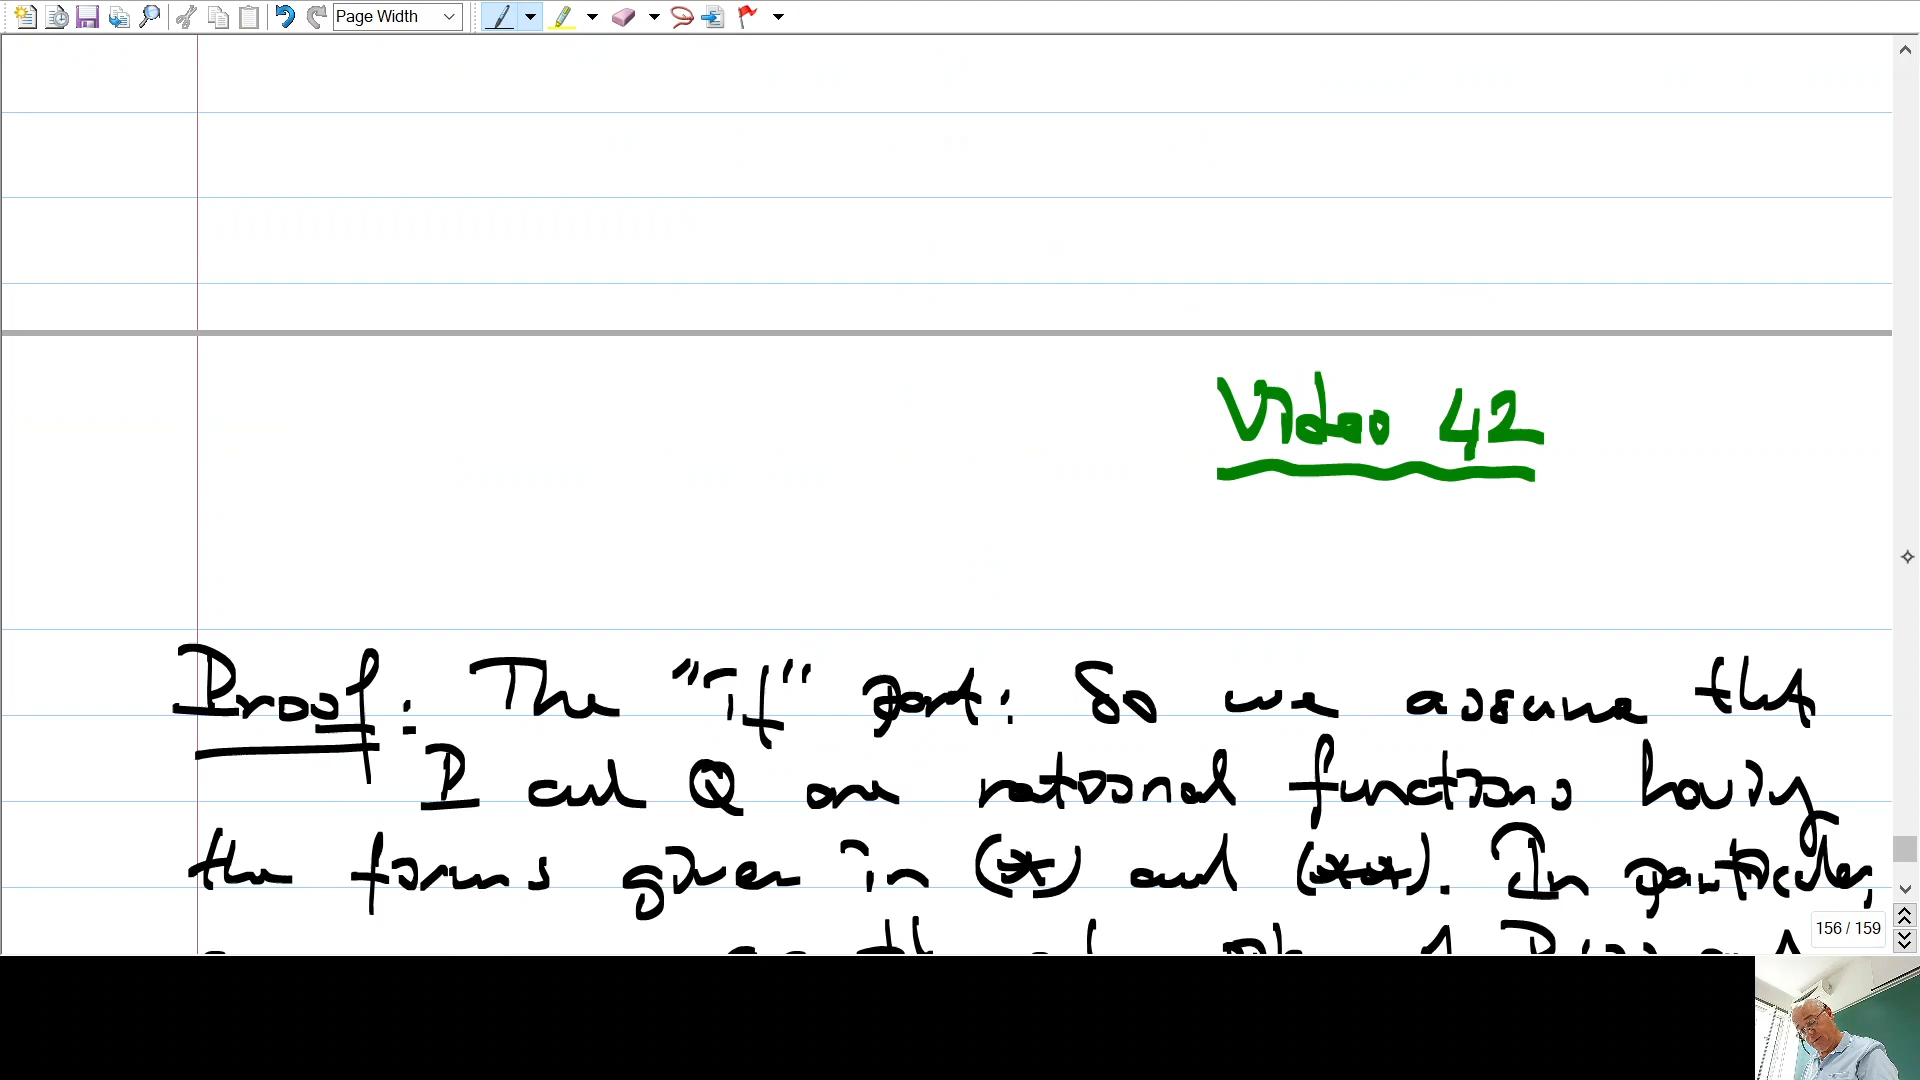 Page Width
Video 42
Proof: The "if" part: So we assume that
P and Q are rational functions having
the forms given in (*) and (**). In particular,
156 / 159